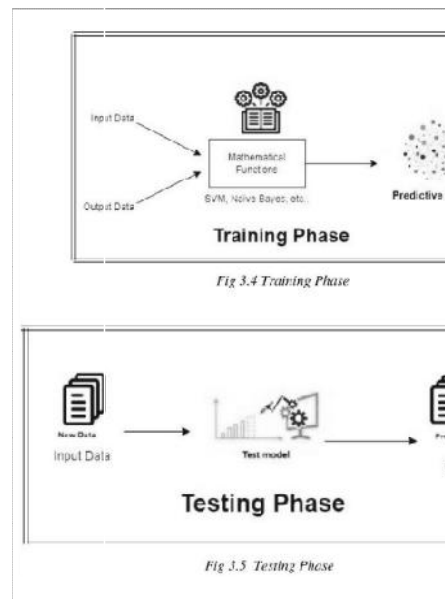 Input Data
Mathematical
Functions
Output Data
SVM, Naive Bayes, etc..
Predictive
Training Phase
Fig 3.4 Training Phase
New Data
Input Data
Test model
Testing Phase
Fig 3.5 Testing Phase